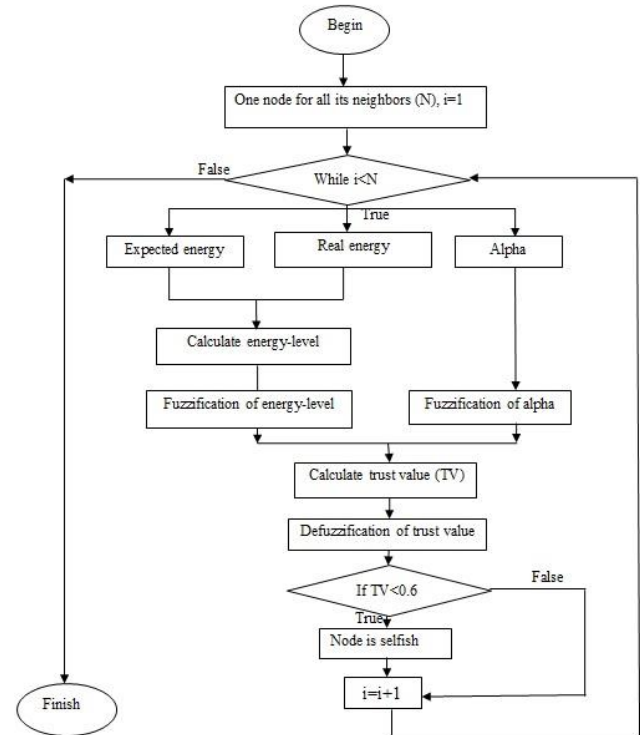 Begin
One node for all its neighbors (N), i=1
False
While i<N
True
Expected energy
Real energy
Alpha
Calculate energy-level
Fuzzification of energy-level
Fuzzification of alpha
Calculate trust value (TV)
Defuzzification of trust value
If TV<0.6
False
True
Node is selfish
i=i+1
Finish